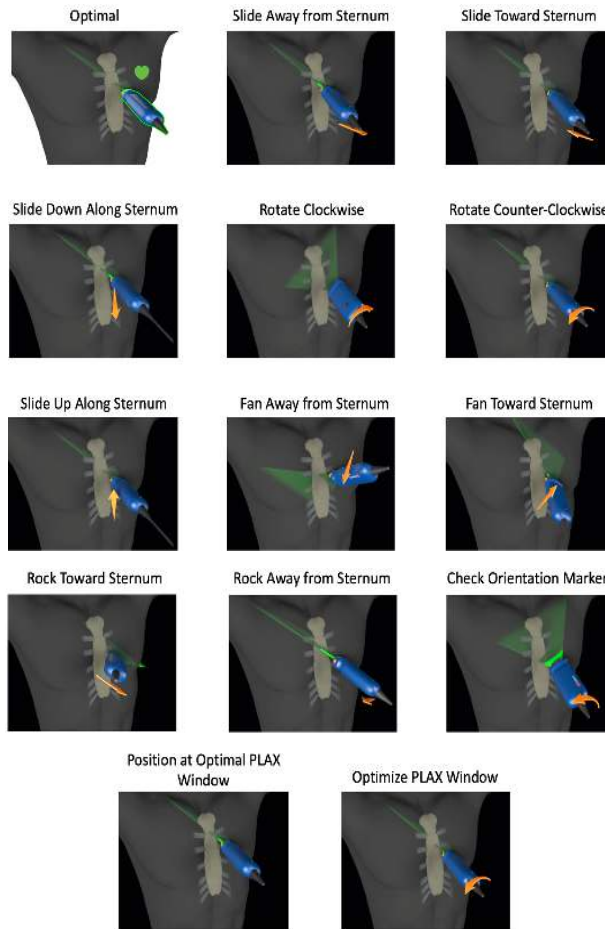 Optimal
Slide Away from Sternum
Slide Toward Sternum
Slide Down Along Sternum
Rotate Clockwise
Rotate Counter-Clockwise
Slide Up Along Sternum
Fan Away from Sternum
Fan Toward Sternum
Rock Toward Sternum
Rock Away from Sternum
Check Orientation Marker
Position at Optimal PLAX
Window
Optimize PLAX Window